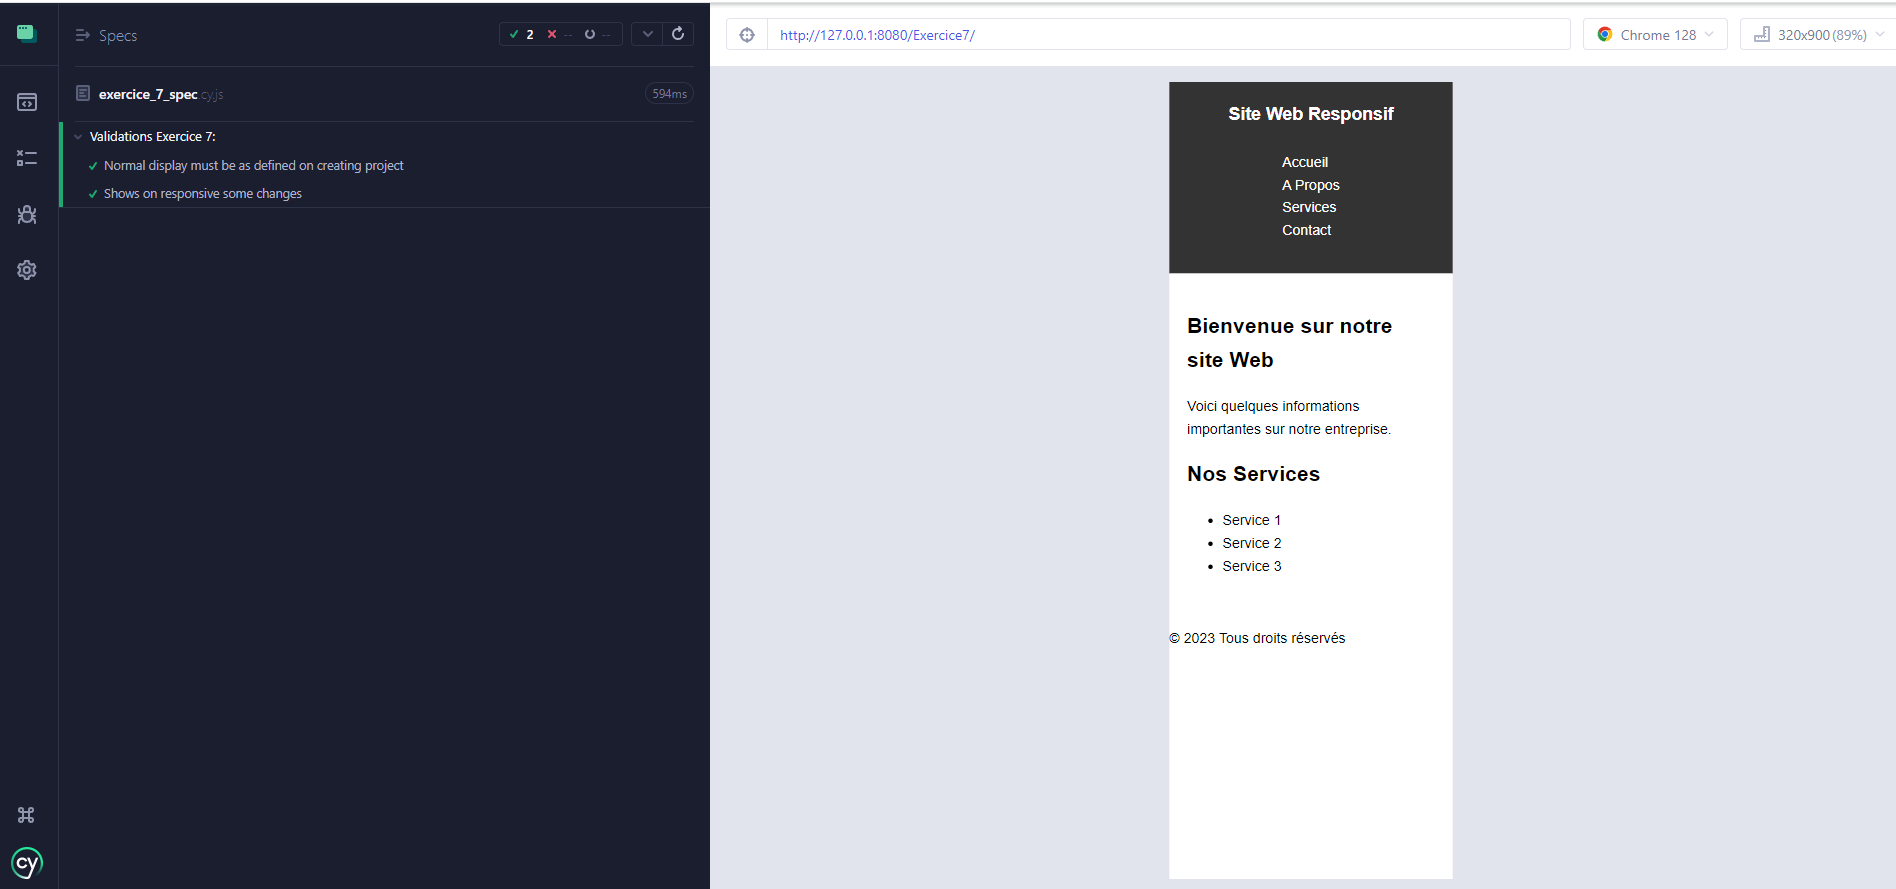 Specs
2 -- --
exercice_7_spec.cy.js
594ms
Validations Exercice 7:
Normal display must be as defined on creating project
Shows on responsive some changes
cy
http://127.0.0.1:8080/Exercice7/
Chrome 128
320x900 (89%)
Site Web Responsif
Accueil
A Propos
Services
Contact
Bienvenue sur notre
site Web
Voici quelques informations
importantes sur notre entreprise.
Nos Services
• Service 1
• Service 2
• Service 3
© 2023 Tous droits réservés